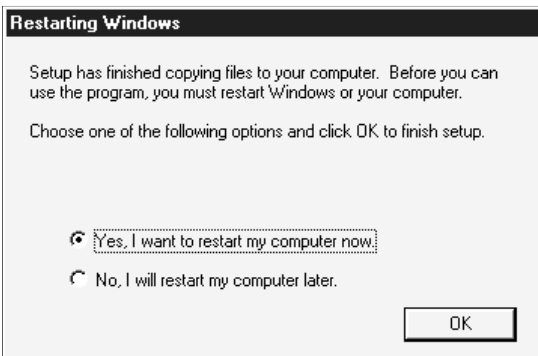 Restarting Windows
Setup has finished copying files to your computer. Before you can
use the program, you must restart Windows or your computer.
Choose one of the following options and click OK to finish setup.
Yes, I want to restart my computer now.
No, I will restart my computer later.
OK